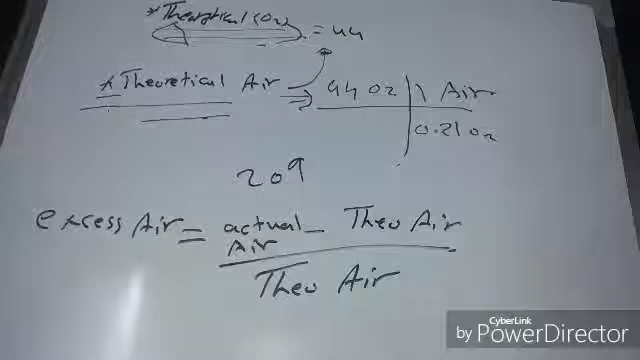 *Theoretical (O2) = 44
*Theoretical Air ⇒ 44 O2 | 1 Air
0.21 O2
209
excess Air = actual - Theo Air
Air
Theo Air
CyberLink
by PowerDirector